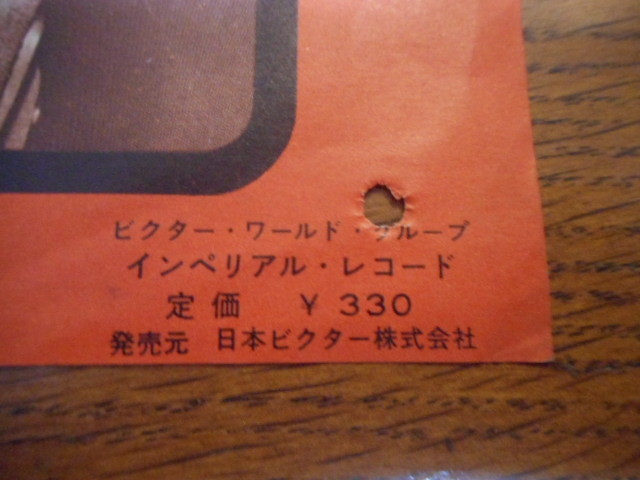 ビクター・ワールド・グループ
インペリアル・レコード
定価 ¥ 330
発売元 日本ビクター株式会社